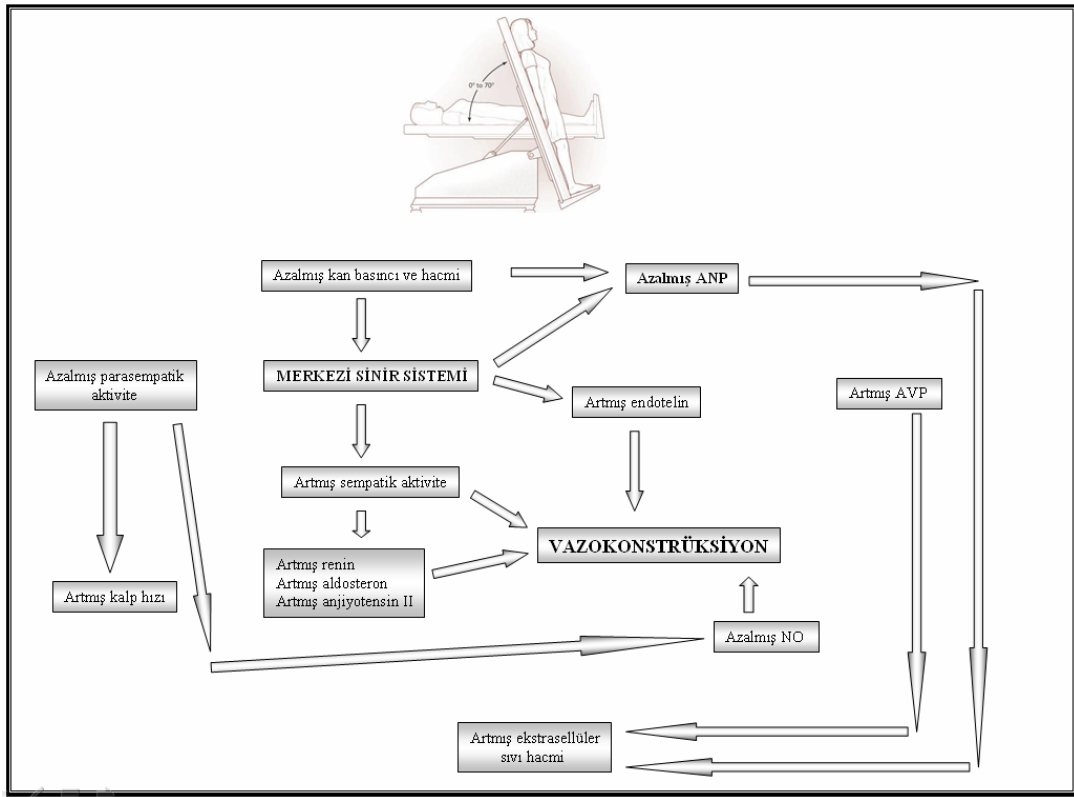 0° to 70°
Azalmış kan basıncı ve hacmi
Azalmış ANP
MERKEZİ SİNİR SİSTEMİ
Azalmış parasempatik
aktivite
Artmış endotelin
Artmış AVP
Artmış sempatik aktivite
VAZOKONSTRÜKSİYON
Artmış renin
Artmış aldosteron
Artmış anjiyotensin II
Artmış kalp hızı
Azalmış NO
Artmış ekstrasellüler
sıvı hacmi